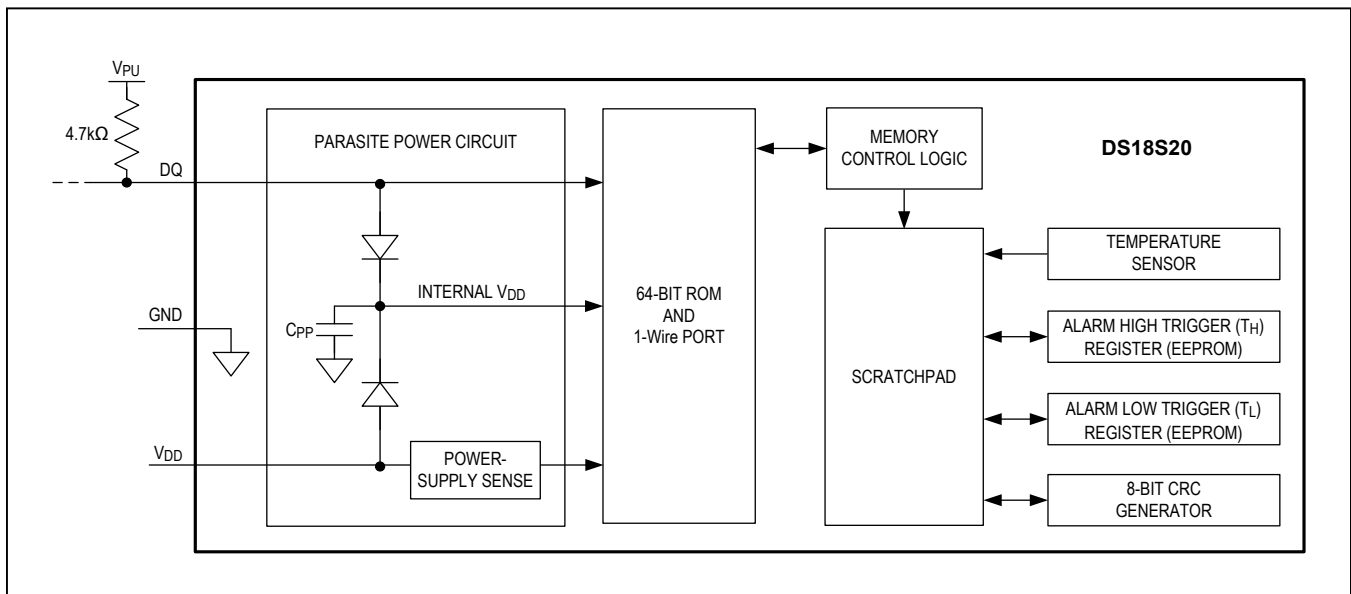 VPU
4.7kΩ
DQ
GND
VDD
PARASITE POWER CIRCUIT
INTERNAL VDD
CPP
POWER-
SUPPLY SENSE
64-BIT ROM
AND
1-Wire PORT
MEMORY
CONTROL LOGIC
DS18S20
SCRATCHPAD
TEMPERATURE
SENSOR
ALARM HIGH TRIGGER (TH)
REGISTER (EEPROM)
ALARM LOW TRIGGER (TL)
REGISTER (EEPROM)
8-BIT CRC
GENERATOR